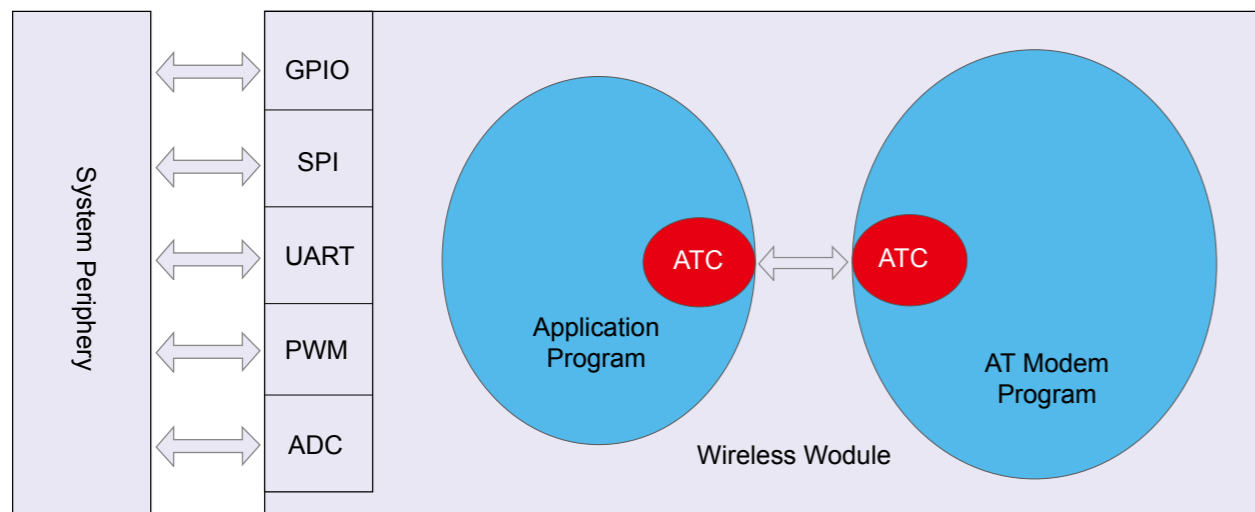 System Periphery
GPIO
SPI
UART
PWM
ADC
ATC
Application
Program
ATC
AT Modem
Program
Wireless Wodule